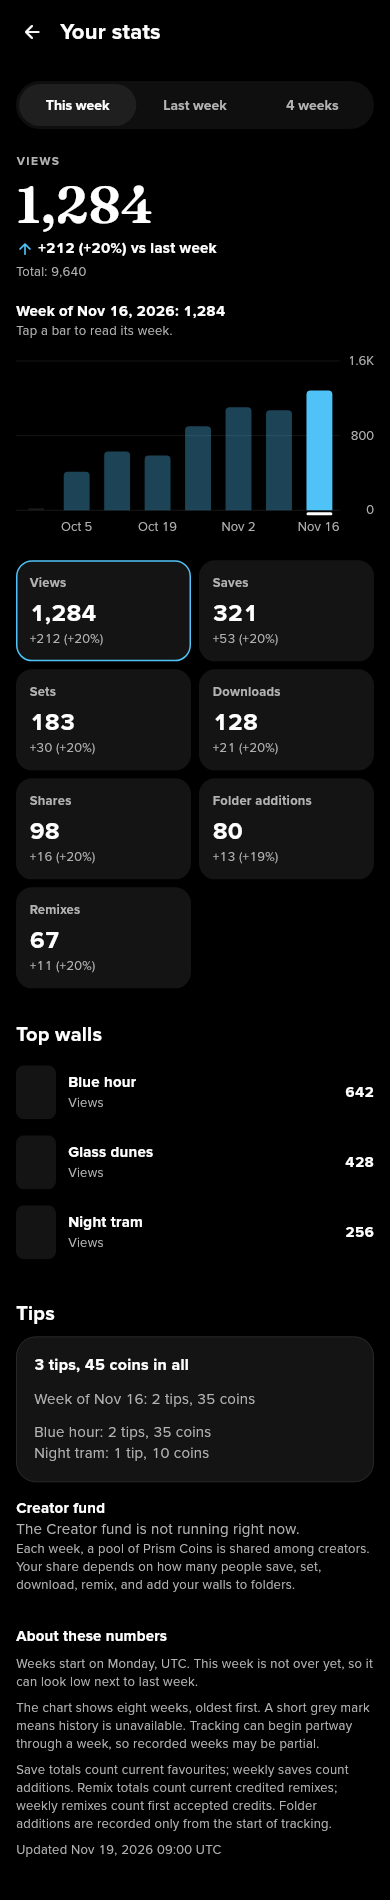 Your stats
This week
Last week
4 weeks
VIEWS
1,284
+212 (+20%) vs last week
Total: 9,640
Week of Nov 16, 2026: 1,284
Tap a bar to read its week.
1.6K
800
0
Oct 5
Oct 19
Nov 2
Nov 16
Views
1,284
+212 (+20%)
Saves
321
+53 (+20%)
Sets
183
+30 (+20%)
Downloads
128
+21 (+20%)
Shares
98
+16 (+20%)
Folder additions
80
+13 (+19%)
Remixes
67
+11 (+20%)
Top walls
Blue hour
Views
642
Glass dunes
Views
428
Night tram
Views
256
Tips
3 tips, 45 coins in all
Week of Nov 16: 2 tips, 35 coins
Blue hour: 2 tips, 35 coins
Night tram: 1 tip, 10 coins
Creator fund
The Creator fund is not running right now.
Each week, a pool of Prism Coins is shared among creators.
Your share depends on how many people save, set,
download, remix, and add your walls to folders.
About these numbers
Weeks start on Monday, UTC. This week is not over yet, so it
can look low next to last week.
The chart shows eight weeks, oldest first. A short grey mark
means history is unavailable. Tracking can begin partway
through a week, so recorded weeks may be partial.
Save totals count current favourites; weekly saves count
additions. Remix totals count current credited remixes;
weekly remixes count first accepted credits. Folder
additions are recorded only from the start of tracking.
Updated Nov 19, 2026 09:00 UTC